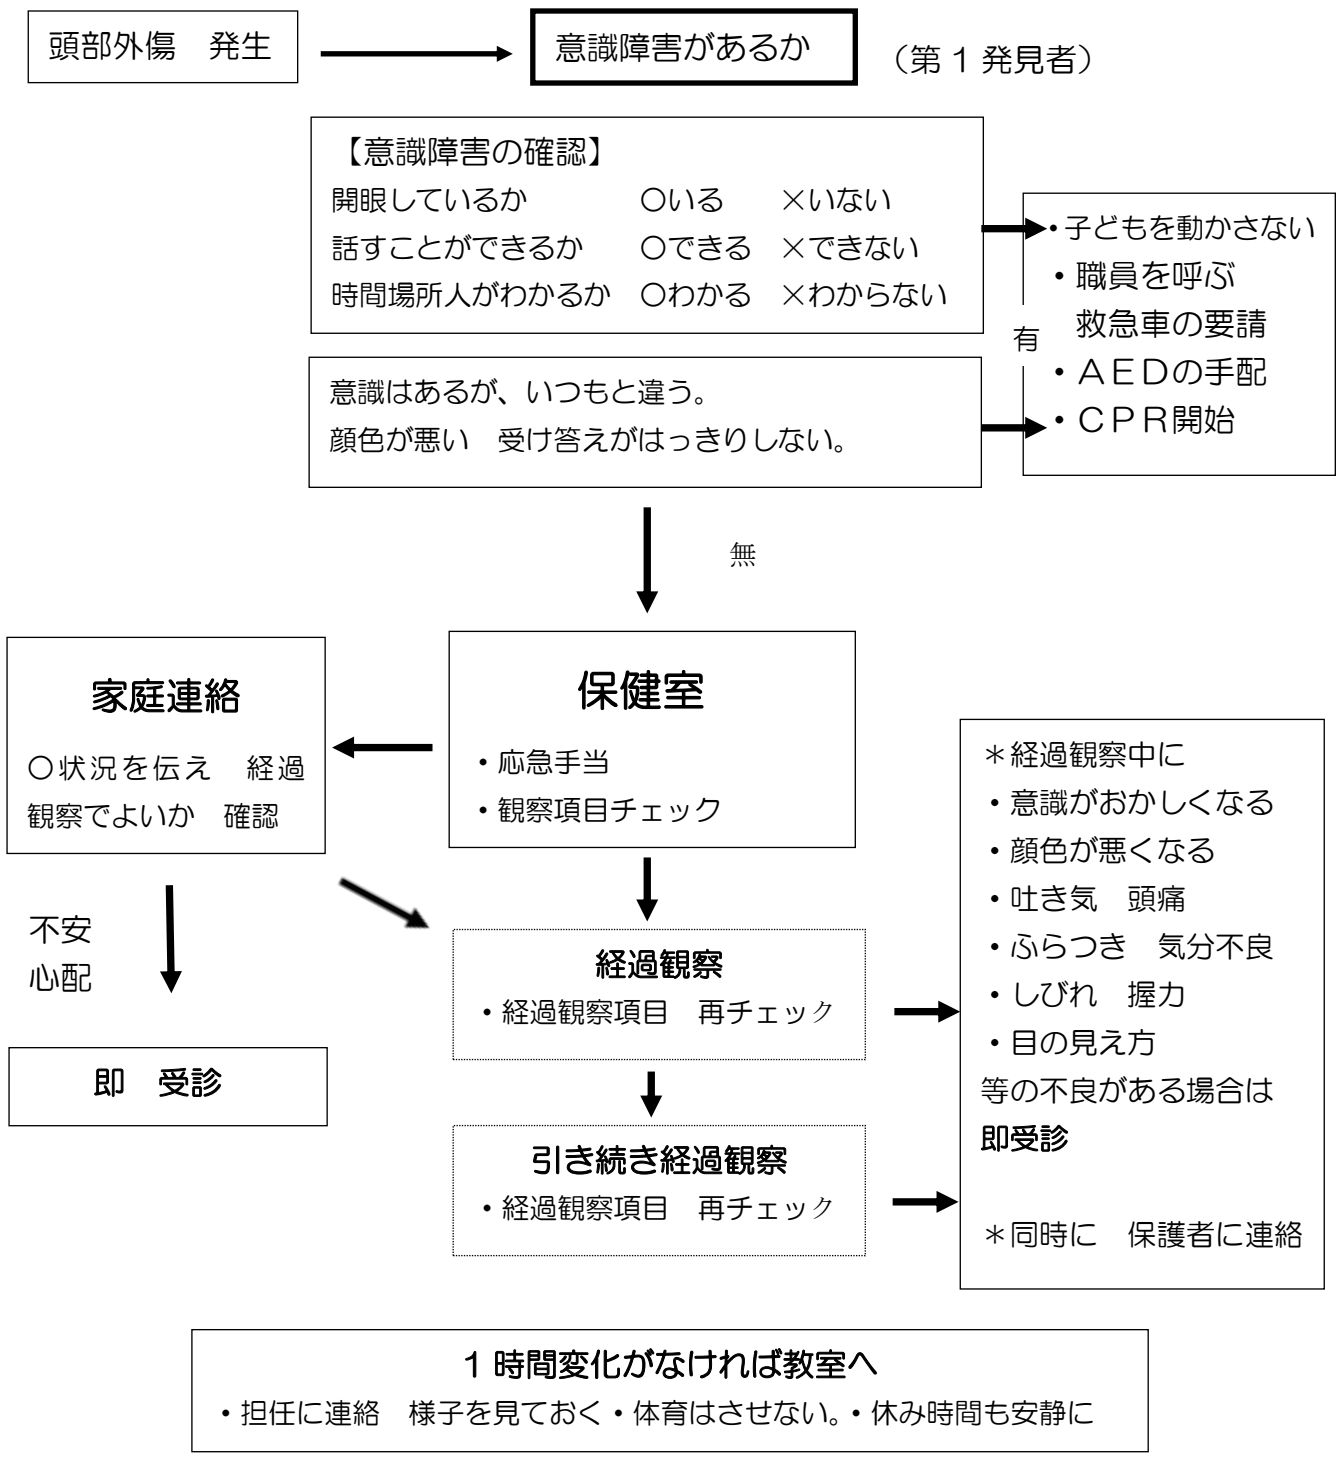 頭部外傷　発生
意識障害があるか
（第１発見者）
【意識障害の確認】
開眼しているか　〇いる　×いない
話すことができるか　〇できる　×できない
時間場所人がわかるか　〇わかる　×わからない
意識はあるが、いつもと違う。
顔色が悪い　受け答えがはっきりしない。
有
・子どもを動かさない
・職員を呼ぶ
救急車の要請
・ＡＥＤの手配
・ＣＰＲ開始
無
保健室
・応急手当
・観察項目チェック
家庭連絡
〇状況を伝え　経過
観察でよいか　確認
不安
心配
即　受診
経過観察
・経過観察項目　再チェック
引き続き経過観察
・経過観察項目　再チェック
＊経過観察中に
・意識がおかしくなる
・顔色が悪くなる
・吐き気　頭痛
・ふらつき　気分不良
・しびれ　握力
・目の見え方
等の不良がある場合は
即受診
＊同時に　保護者に連絡
１時間変化がなければ教室へ
・担任に連絡　様子を見ておく・体育はさせない。・休み時間も安静に